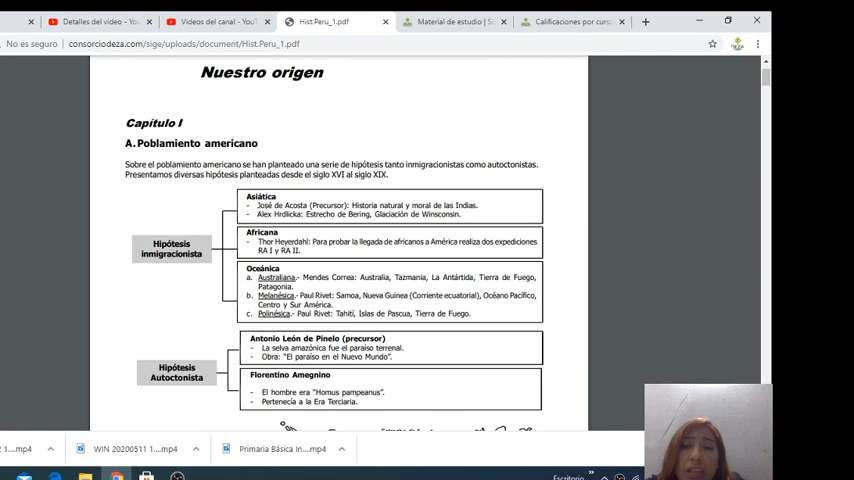 Detalles del video - You
Videos del canal - YouT
Hist.Peru_1.pdf
Material de estudio | Si
Calificaciones por curso
No es seguro | consorciodeza.com/sige/uploads/document/Hist.Peru_1.pdf
Nuestro origen
Capítulo I
A. Poblamiento americano
Sobre el poblamiento americano se han planteado una serie de hipótesis tanto inmigracionistas como autoctonistas.
Presentamos diversas hipótesis planteadas desde el siglo XVI al siglo XIX.
Hipótesis
inmigracionista
Asiática
- José de Acosta (Precursor): Historia natural y moral de las Indias.
- Alex Hrdlicka: Estrecho de Bering, Glaciación de Winsconsin.
Africana
- Thor Heyerdahl: Para probar la llegada de africanos a América realiza dos expediciones
RA I y RA II.
Oceánica
a. Australiana.- Mendes Correa: Australia, Tazmania, La Antártida, Tierra de Fuego,
Patagonia.
b. Melanésica.- Paul Rivet: Samoa, Nueva Guinea (Corriente ecuatorial), Océano Pacífico,
Centro y Sur América.
c. Polinésica.- Paul Rivet: Tahití, Islas de Pascua, Tierra de Fuego.
Hipótesis
Autoctonista
Antonio León de Pinelo (precursor)
- La selva amazónica fue el paraíso terrenal.
- Obra: "El paraíso en el Nuevo Mundo".
Florentino Amegnino
- El hombre era "Homus pampeanus".
- Pertenecía a la Era Terciaria.
1....mp4
WIN 20200511 1....mp4
Primaria Básica In....mp4
Escritorio